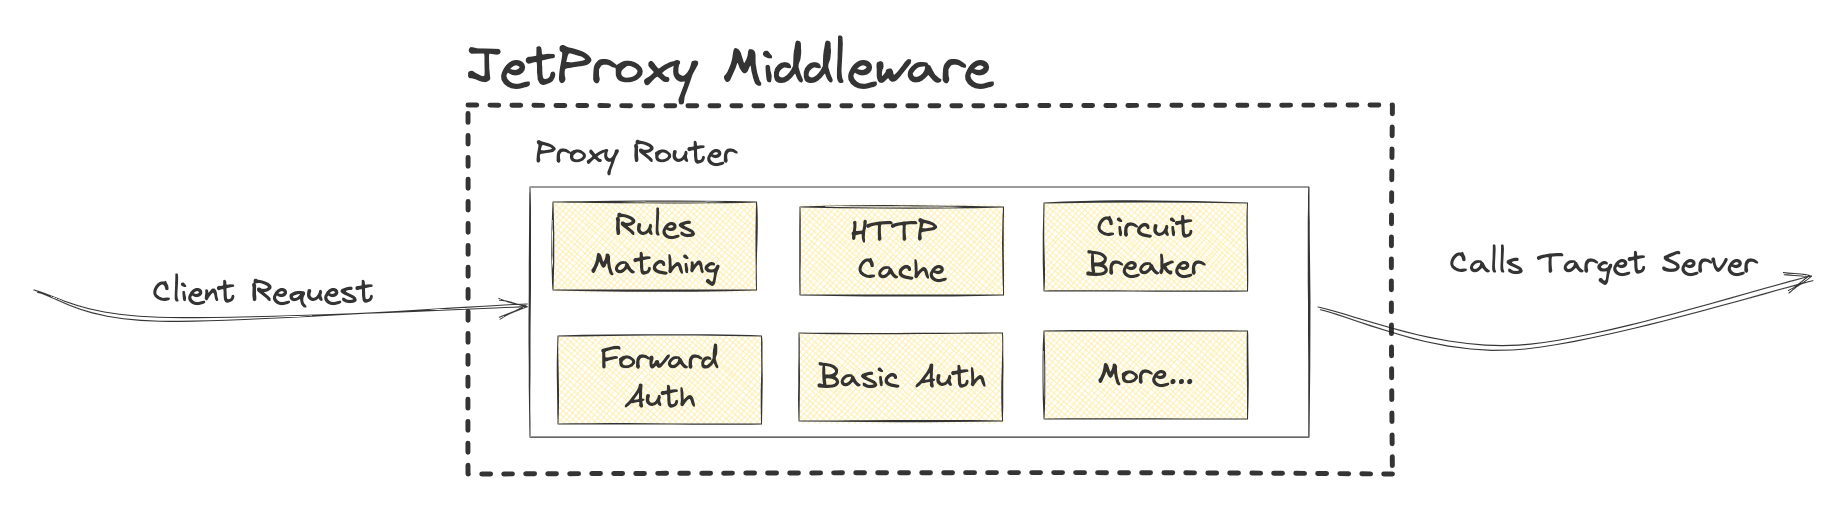 JetProxy Middleware
Proxy Router
Rules
Matching
HTTP
Cache
Circuit
Breaker
Client Request
Calls Target Server
Forward
Auth
Basic Auth
More...